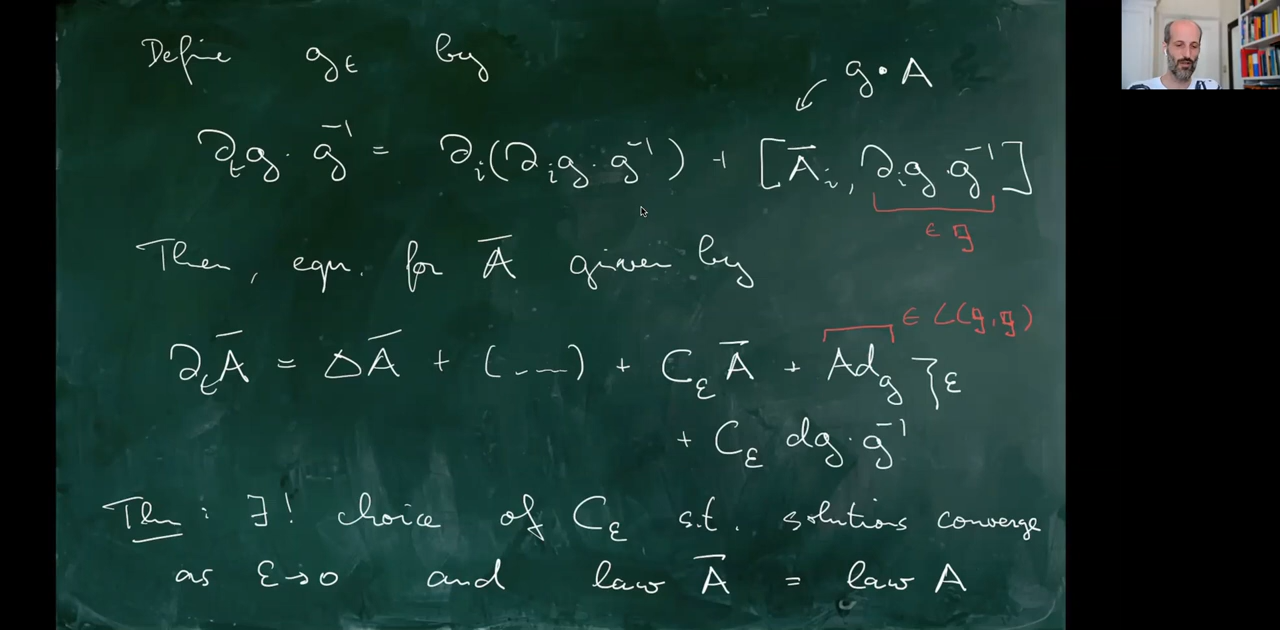 Define g_t by
g • A
∂_t g · g^{-1} = ∂_i(∂_i g · g^{-1}) + [Ā_i, ∂_i g · g^{-1}]
∈ 𝔤
Then, eqn. for Ā given by
∈ L(𝔤, 𝔤)
∂_t Ā = ΔĀ + (...) + C_ε Ā + Ad_g ξ_ε
+ C_ε dg · g^{-1}
Thm : ∃! choice of C_ε s.t. solutions converge
as ε→0 and law Ā = law A